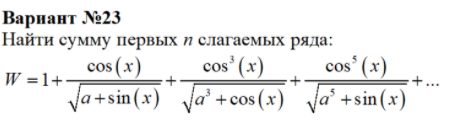 Вариант №23
Найти сумму первых n слагаемых ряда:
W = 1 + cos(x)/√(a + sin(x)) + cos³(x)/√(a³ + cos(x)) + cos⁵(x)/√(a⁵ + sin(x)) + ...